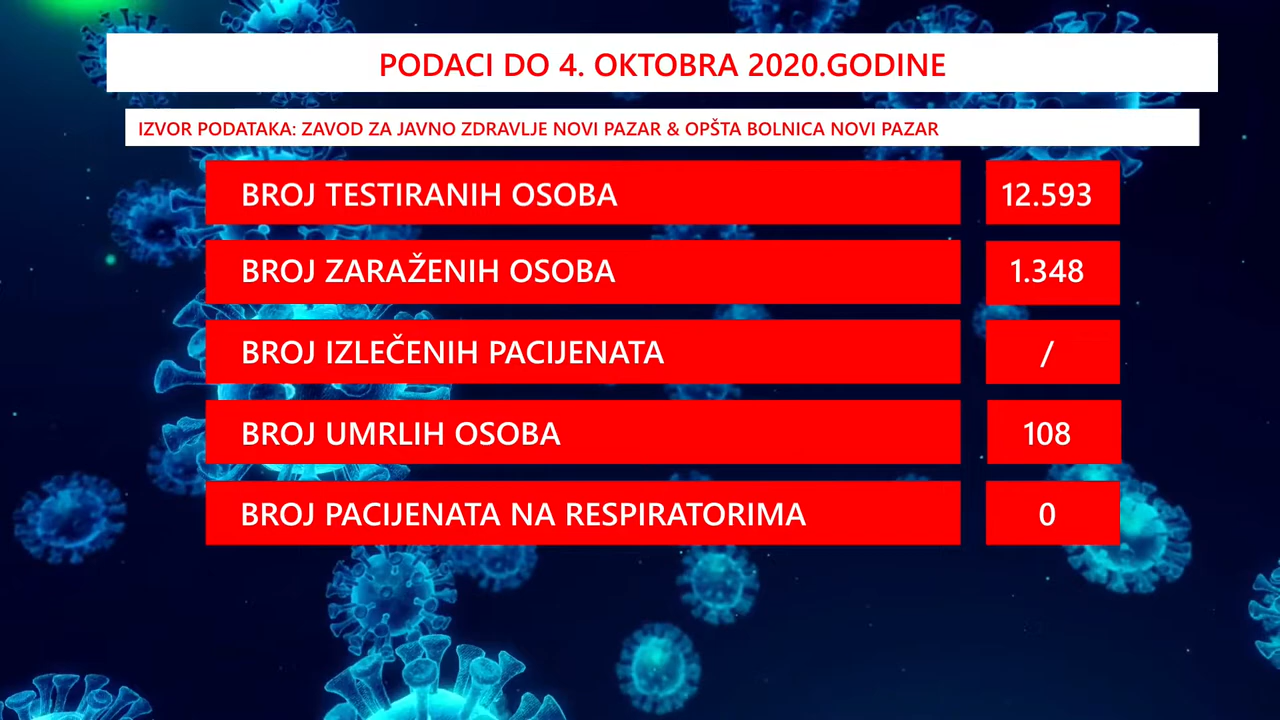 PODACI DO 4. OKTOBRA 2020.GODINE
IZVOR PODATAKA: ZAVOD ZA JAVNO ZDRAVLJE NOVI PAZAR & OPŠTA BOLNICA NOVI PAZAR
BROJ TESTIRANIH OSOBA 12.593
BROJ ZARAŽENIH OSOBA 1.348
BROJ IZLEČENIH PACIJENATA /
BROJ UMRLIH OSOBA 108
BROJ PACIJENATA NA RESPIRATORIMA 0